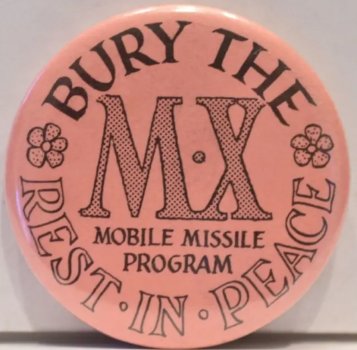 BURY THE
M·X
MOBILE MISSILE
PROGRAM
REST·IN·PEACE